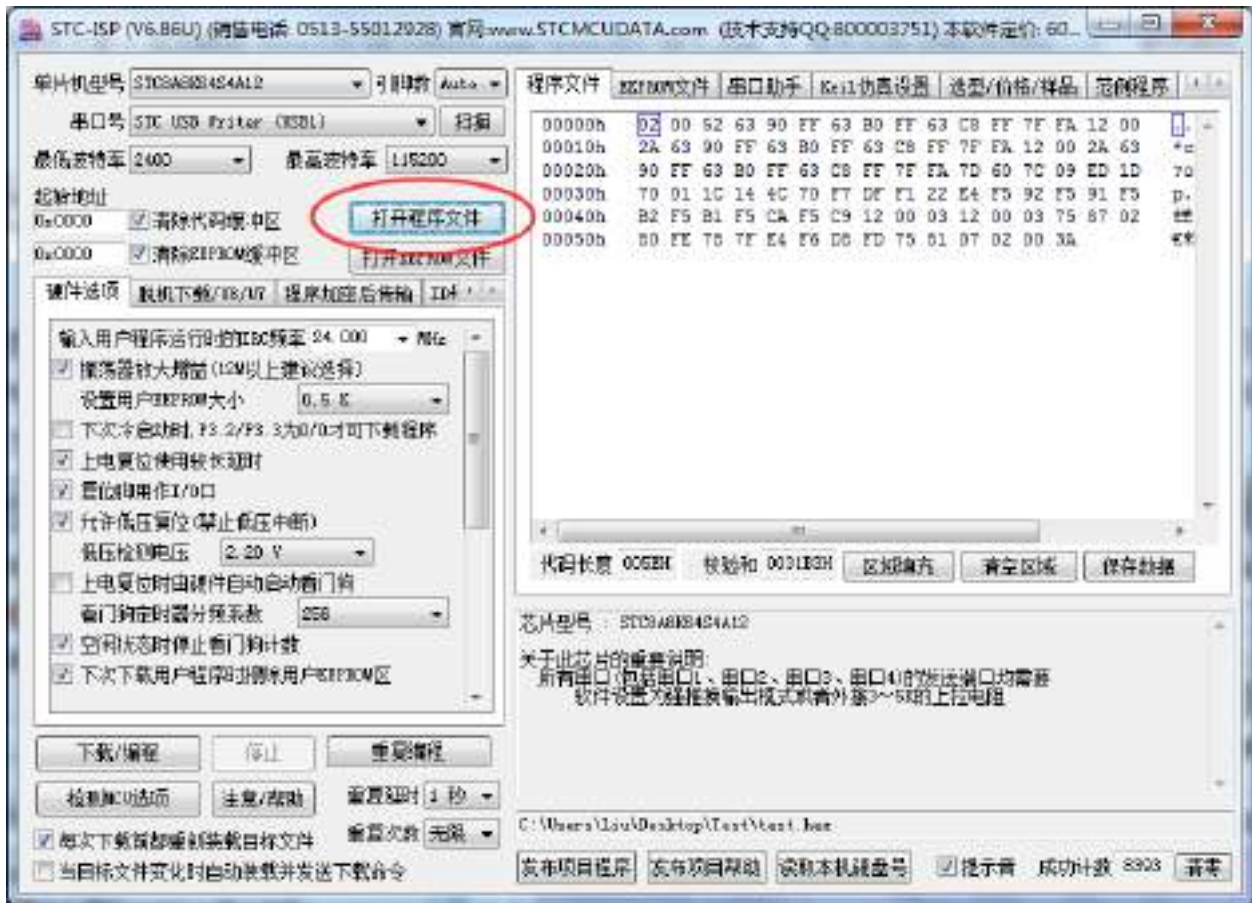 STC-ISP (V6.86U) (销售电话: 0513-55012928) 官网:www.STCMCUDATA.com (技术支持QQ:800003751) 本软件定价: 60...
单片机型号 STC8A8K64S4A12 引脚数 Auto
串口号 STC USB Writer (USB1) 扫描
最低波特率 2400 最高波特率 115200
起始地址
0x0000 清除代码缓冲区 打开程序文件
0x0000 清除EEPROM缓冲区 打开EEPROM文件
硬件选项 脱机下载/U8/U7 程序加密后传输
输入用户程序运行时的IRC频率 24.000 MHz
振荡器放大增益(12M以上建议选择)
设置用户EEPROM大小 0.5 K
下次冷启动时, P3.2/P3.3为0/0才可下载程序
上电复位使用较长延时
复位脚用作I/O口
允许低压复位(禁止低压中断)
低压检测电压 2.20 V
上电复位时由硬件自动启动看门狗
看门狗定时器分频系数 256
空闲状态时停止看门狗计数
下次下载用户程序时擦除用户EEPROM区
下载/编程 停止 重复编程
检测MCU选项 注意/帮助 重复延时 1 秒
每次下载前都重新装载目标文件 重复次数 无限
当目标文件变化时自动装载并发送下载命令
程序文件 EEPROM文件 串口助手 Keil仿真设置 选型/价格/样品 范例程序
00000h 02 00 52 63 90 FF 63 B0 FF 63 C8 FF 7F FA 12 00
00010h 2A 63 90 FF 63 B0 FF 63 C8 FF 7F FA 12 00 2A 63
00020h 90 FF 63 B0 FF 63 C8 FF 7F FA 7D 60 7C 09 ED 1D
00030h 70 01 1C 14 4C 70 F7 DF F1 22 E4 F5 92 F5 91 F5
00040h B2 F5 B1 F5 CA F5 C9 12 00 03 12 00 03 75 87 02
00050h 80 FE 78 7F E4 F6 D8 FD 75 81 07 02 00 3A
代码长度 005EH 校验和 区域填充 清空区域 保存数据
芯片型号 : STC8A8K64S4A12
关于此芯片的重要说明:
所有串口(包括串口1、串口2、串口3、串口4)的发送端口均需要
软件设置为强推挽输出模式或者外接3~5K的上拉电阻
C:\Users\Liu\Desktop\Test\test.hex
发布项目程序 发布项目帮助 读取本机硬盘号 提示音 成功计数 8393 清零